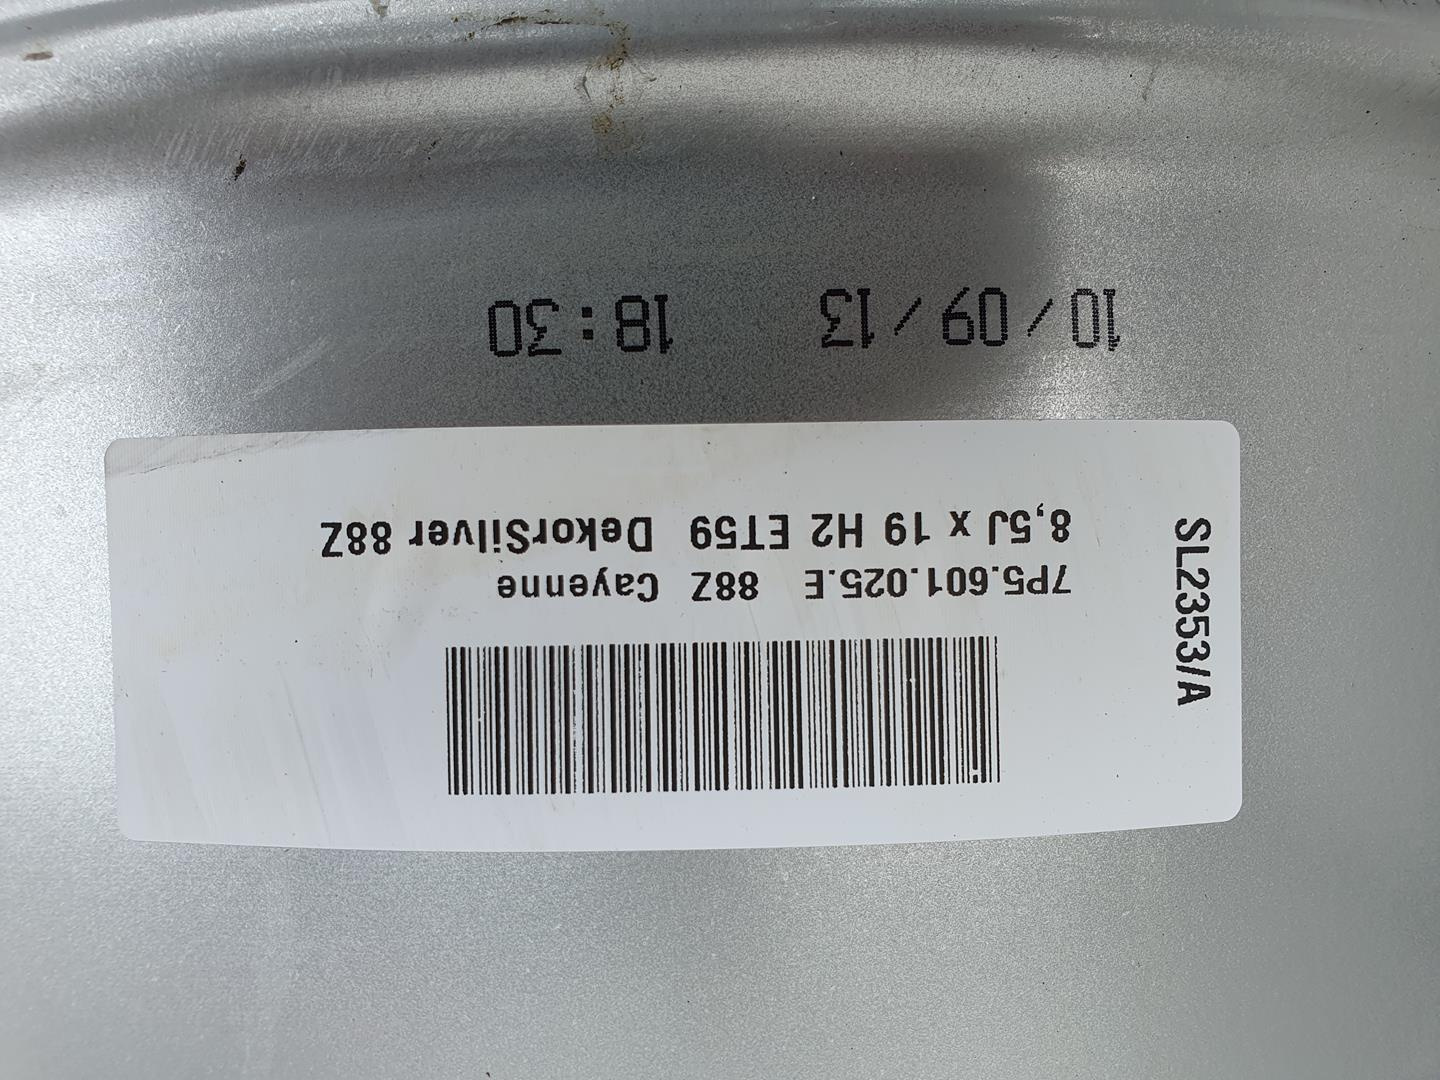 8,5J x 19 H2 ET59 DekorSilver 88Z
7P5.601.025.E 88Z Cayenne
SL2353/A
10/09/13 18:30